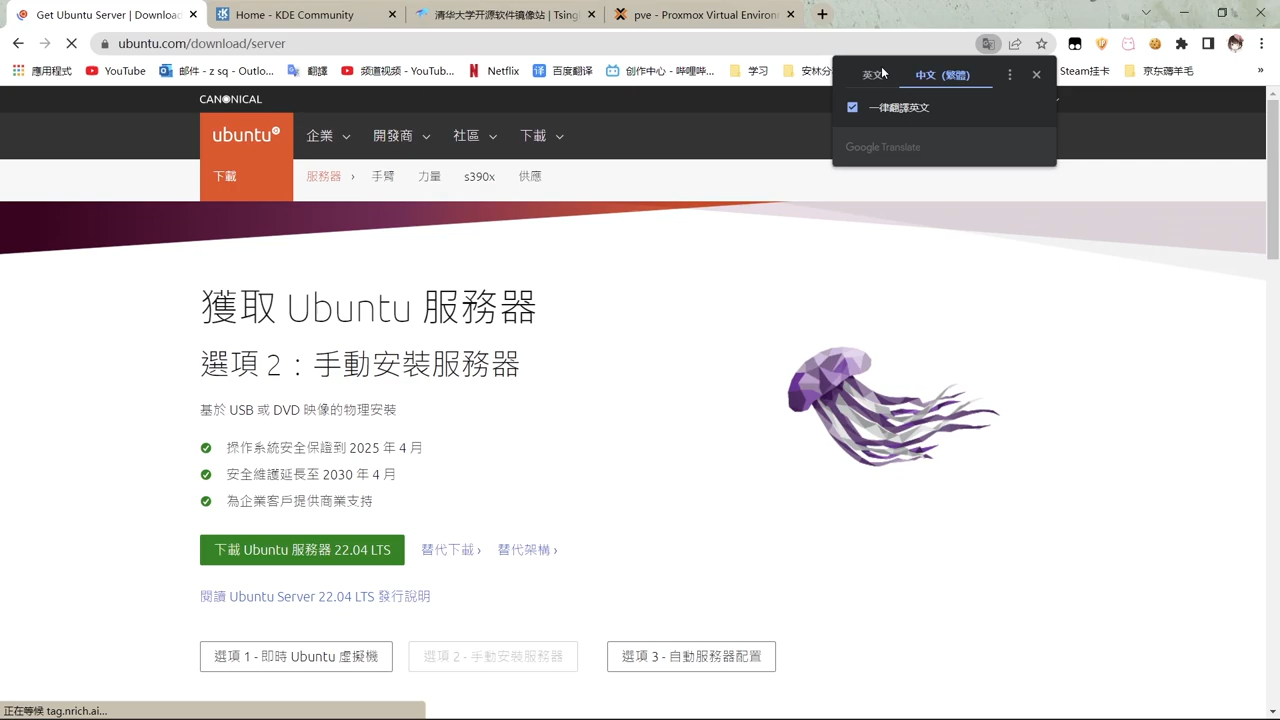 Get Ubuntu Server | Download
Home - KDE Community
清华大学开源软件镜像站 | Tsingl
pve - Proxmox Virtual Environ
ubuntu.com/download/server
應用程式
YouTube
邮件 - z sq - Outlo...
翻譯
频道视频 - YouTub...
Netflix
百度翻译
创作中心 - 哔哩哔...
学习
安林分
Steam挂卡
京东薅羊毛
»
英文
中文（繁體）
一律翻譯英文
Google Translate
CANONICAL
ubuntu
企業
開發商
社區
下載
下載
服務器 ›
手臂
力量
s390x
供應
獲取 Ubuntu 服務器
選項 2：手動安裝服務器
基於 USB 或 DVD 映像的物理安裝
操作系統安全保證到 2025 年 4 月
安全維護延長至 2030 年 4 月
為企業客戶提供商業支持
下載 Ubuntu 服務器 22.04 LTS
替代下載 ›
替代架構 ›
閱讀 Ubuntu Server 22.04 LTS 發行說明
選項 1 - 即時 Ubuntu 虛擬機
選項 2 - 手動安裝服務器
選項 3 - 自動服務器配置
正在等候 tag.nrich.ai...